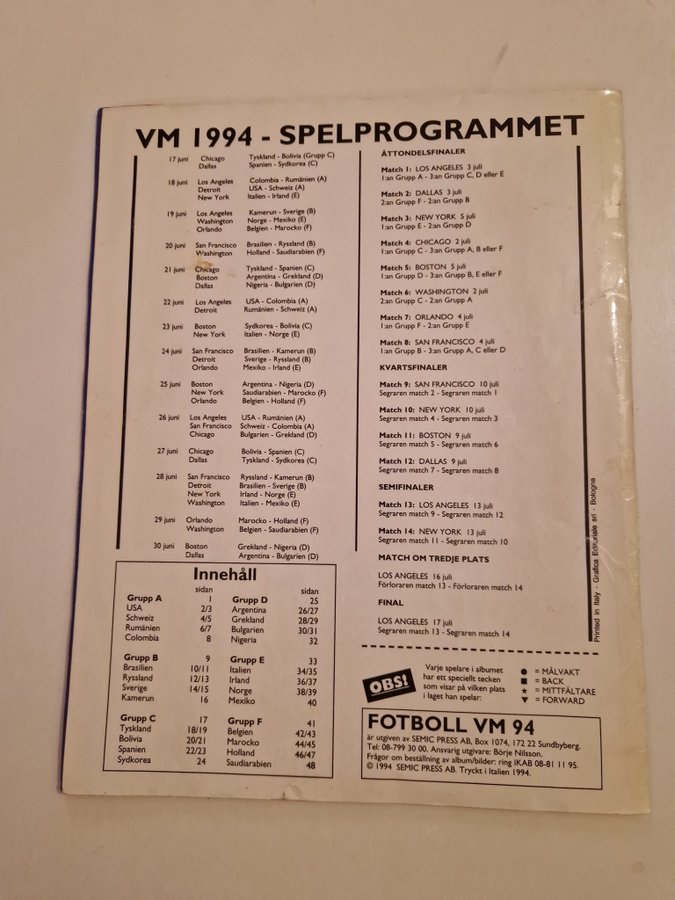 VM 1994 - SPELPROGRAMMET
17 juni Chicago Tyskland - Bolivia (Grupp C)
Dallas Spanien - Sydkorea (C)
18 juni Los Angeles Colombia - Rumänien (A)
Detroit USA - Schweiz (A)
New York Italien - Irland (E)
19 juni Los Angeles Kamerun - Sverige (B)
Washington Norge - Mexiko (E)
Orlando Belgien - Marocko (F)
20 juni San Francisco Brasilien - Ryssland (B)
Washington Holland - Saudiarabien (F)
21 juni Chicago Tyskland - Spanien (C)
Boston Argentina - Grekland (D)
Dallas Nigeria - Bulgarien (D)
22 juni Los Angeles USA - Colombia (A)
Detroit Rumänien - Schweiz (A)
23 juni Boston Sydkorea - Bolivia (C)
New York Italien - Norge (E)
24 juni San Francisco Brasilien - Kamerun (B)
Detroit Sverige - Ryssland (B)
Orlando Mexiko - Irland (E)
25 juni Boston Argentina - Nigeria (D)
New York Saudiarabien - Marocko (F)
Orlando Belgien - Holland (F)
26 juni Los Angeles USA - Rumänien (A)
San Francisco Schweiz - Colombia (A)
Chicago Bulgarien - Grekland (D)
27 juni Chicago Bolivia - Spanien (C)
Dallas Tyskland - Sydkorea (C)
28 juni San Francisco Ryssland - Kamerun (B)
Detroit Brasilien - Sverige (B)
New York Irland - Norge (E)
Washington Italien - Mexiko (E)
29 juni Orlando Marocko - Holland (F)
Washington Belgien - Saudiarabien (F)
30 juni Boston Grekland - Nigeria (D)
Dallas Argentina - Bulgarien (D)
ÅTTONDELSFINALER
Match 1: LOS ANGELES 3 juli
1:an Grupp A - 3:an Grupp C, D eller E
Match 2: DALLAS 3 juli
2:an Grupp F - 2:an Grupp B
Match 3: NEW YORK 5 juli
1:an Grupp E - 2:an Grupp D
Match 4: CHICAGO 2 juli
1:an Grupp C - 3:an Grupp A, B eller F
Match 5: BOSTON 5 juli
1:an Grupp D - 3:an Grupp B, E eller F
Match 6: WASHINGTON 2 juli
2:an Grupp C - 2:an Grupp A
Match 7: ORLANDO 4 juli
1:an Grupp F - 2:an Grupp E
Match 8: SAN FRANCISCO 4 juli
1:an Grupp B - 3:an Grupp A, C eller D
KVARTSFINALER
Match 9: SAN FRANCISCO 10 juli
Segraren match 2 - Segraren match 1
Match 10: NEW YORK 10 juli
Segraren match 4 - Segraren match 3
Match 11: BOSTON 9 juli
Segraren match 5 - Segraren match 6
Match 12: DALLAS 9 juli
Segraren match 7 - Segraren match 8
SEMIFINALER
Match 13: LOS ANGELES 13 juli
Segraren match 9 - Segraren match 12
Match 14: NEW YORK 13 juli
Segraren match 11 - Segraren match 10
MATCH OM TREDJE PLATS
LOS ANGELES 16 juli
Förloraren match 13 - Förloraren match 14
FINAL
LOS ANGELES 17 juli
Segraren match 13 - Segraren match 14
Printed in Italy - Grafica Editoriale srl - Bologna
Innehåll
sidan
Grupp A 1
USA 2/3
Schweiz 4/5
Rumänien 6/7
Colombia 8
Grupp B 9
Brasilien 10/11
Ryssland 12/13
Sverige 14/15
Kamerun 16
Grupp C 17
Tyskland 18/19
Bolivia 20/21
Spanien 22/23
Sydkorea 24
sidan
Grupp D 25
Argentina 26/27
Grekland 28/29
Bulgarien 30/31
Nigeria 32
Grupp E 33
Italien 34/35
Irland 36/37
Norge 38/39
Mexiko 40
Grupp F 41
Belgien 42/43
Marocko 44/45
Holland 46/47
Saudiarabien 48
OBS!
Varje spelare i albumet
har ett speciellt tecken
som visar på vilken plats
i laget han spelar:
● = MÅLVAKT
■ = BACK
★ = MITTFÄLTARE
▼ = FORWARD
FOTBOLL VM 94
är utgiven av SEMIC PRESS AB, Box 1074, 172 22 Sundbyberg.
Tel: 08-799 30 00. Ansvarig utgivare: Börje Nilsson.
Frågor om beställning av album/bilder: ring IKAB 08-81 11 95.
© 1994 SEMIC PRESS AB. Tryckt i Italien 1994.